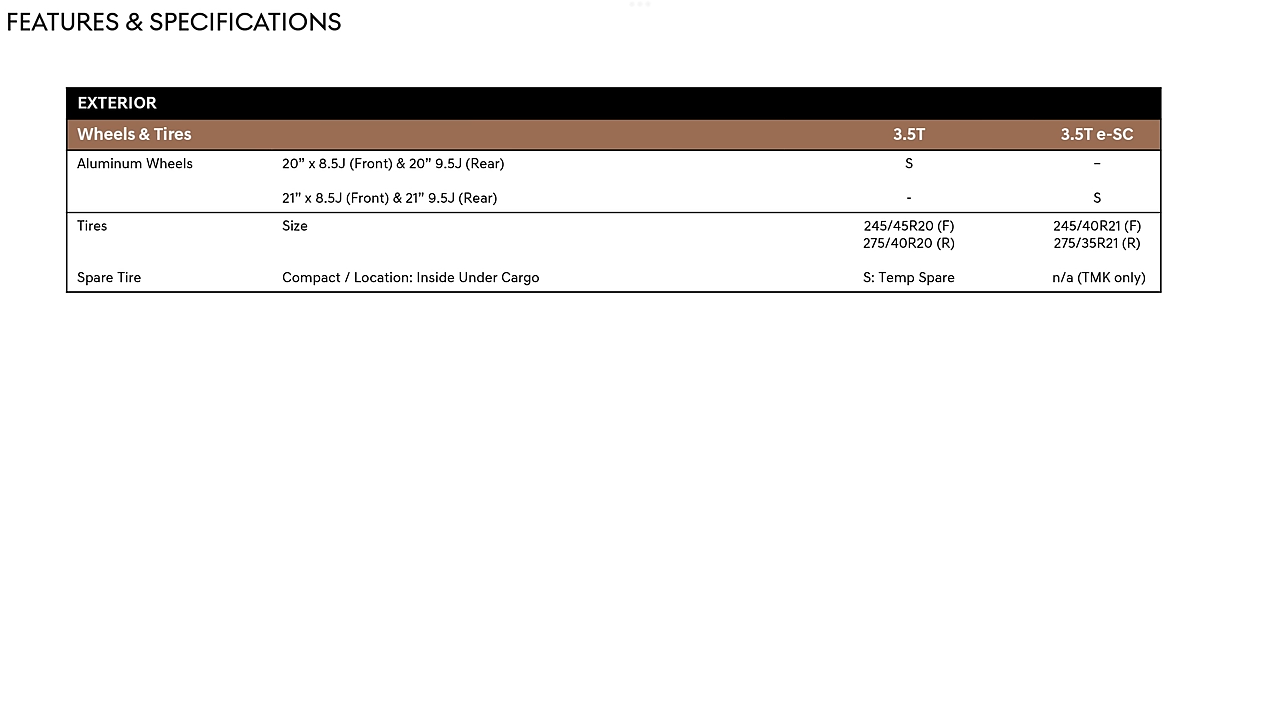 FEATURES & SPECIFICATIONS
EXTERIOR
Wheels & Tires 3.5T 3.5T e-SC
Aluminum Wheels 20” x 8.5J (Front) & 20” 9.5J (Rear) S –
21” x 8.5J (Front) & 21” 9.5J (Rear) - S
Tires Size 245/45R20 (F) 245/40R21 (F)
275/40R20 (R) 275/35R21 (R)
Spare Tire Compact / Location: Inside Under Cargo S: Temp Spare n/a (TMK only)